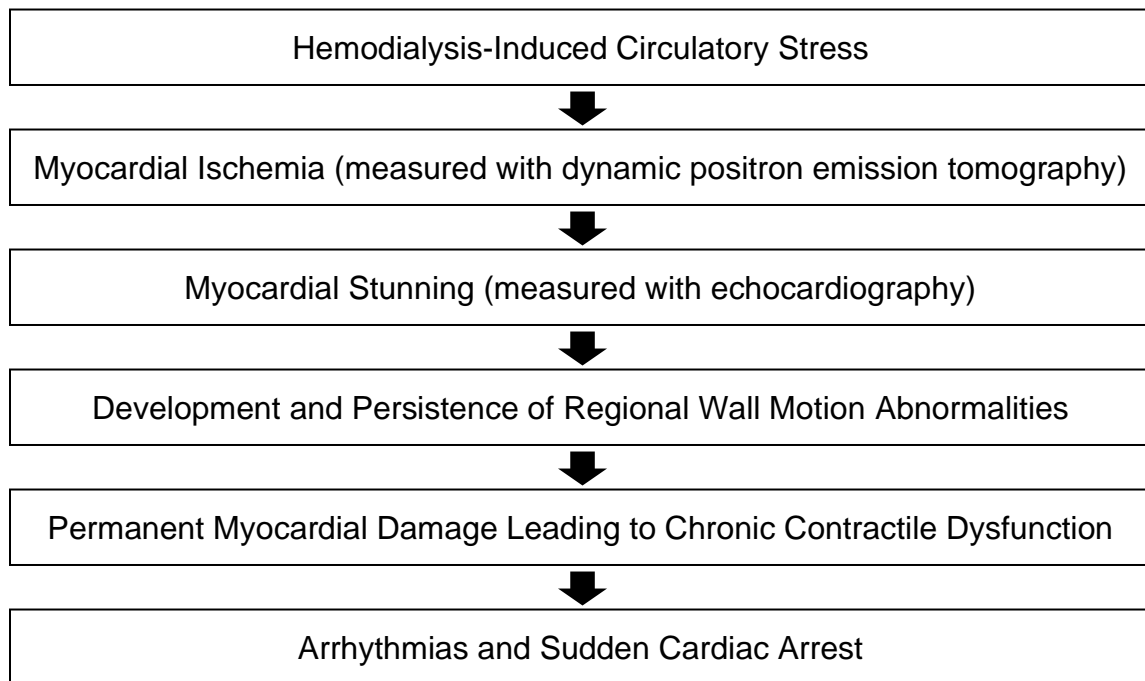 Hemodialysis-Induced Circulatory Stress
Myocardial Ischemia (measured with dynamic positron emission tomography)
Myocardial Stunning (measured with echocardiography)
Development and Persistence of Regional Wall Motion Abnormalities
Permanent Myocardial Damage Leading to Chronic Contractile Dysfunction
Arrhythmias and Sudden Cardiac Arrest